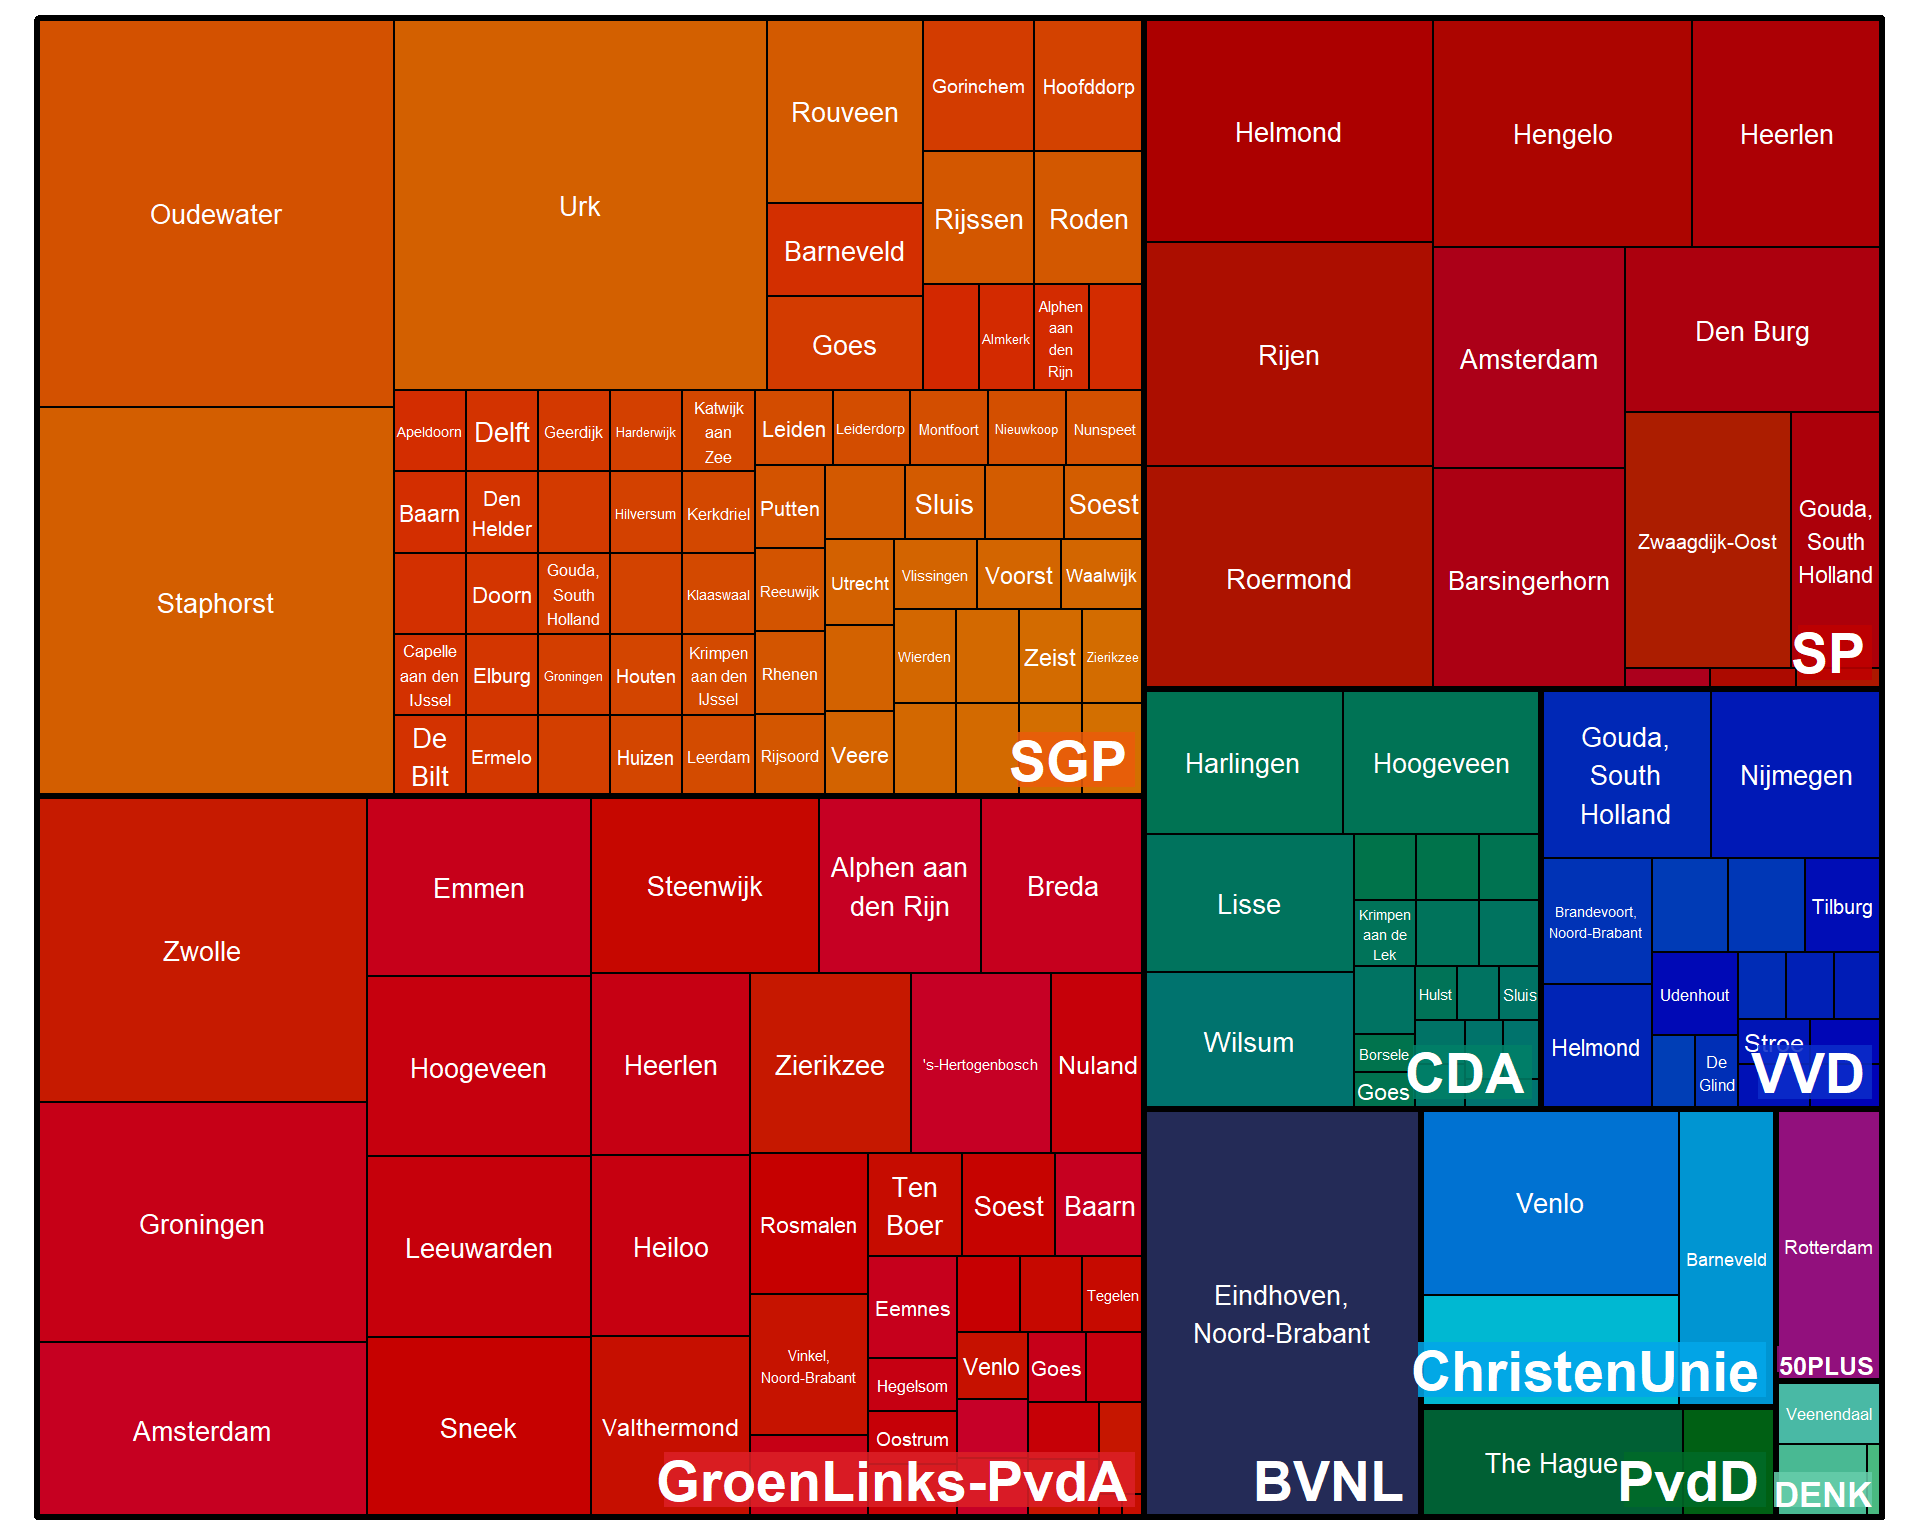 Oudewater
Staphorst
Urk
Rouveen
Barneveld
Goes
Gorinchem
Hoofddorp
Rijssen
Roden
Almkerk
Alphen
aan
den
Rijn
Apeldoorn
Delft
Geerdijk
Harderwijk
Katwijk
aan
Zee
Leiden
Leiderdorp
Montfoort
Nieuwkoop
Nunspeet
Baarn
Den
Helder
Hilversum
Kerkdriel
Putten
Sluis
Soest
Doorn
Gouda,
South
Holland
Klaaswaal
Reeuwijk
Utrecht
Vlissingen
Voorst
Waalwijk
Capelle
aan den
IJssel
Elburg
Groningen
Houten
Krimpen
aan den
IJssel
Rhenen
Wierden
Zeist
Zierikzee
De
Bilt
Ermelo
Huizen
Leerdam
Rijsoord
Veere
SGP
Helmond
Hengelo
Heerlen
Rijen
Amsterdam
Den Burg
Roermond
Barsingerhorn
Zwaagdijk-Oost
Gouda,
South
Holland
SP
Zwolle
Groningen
Amsterdam
Emmen
Hoogeveen
Leeuwarden
Sneek
Steenwijk
Alphen aan
den Rijn
Breda
Heerlen
Heiloo
Valthermond
Zierikzee
's-Hertogenbosch
Nuland
Rosmalen
Vinkel,
Noord-Brabant
Ten
Boer
Soest
Baarn
Eemnes
Tegelen
Hegelsom
Venlo
Goes
Oostrum
GroenLinks-PvdA
Harlingen
Hoogeveen
Lisse
Wilsum
Krimpen
aan de
Lek
Hulst
Sluis
Borsele
Goes
CDA
Gouda,
South
Holland
Nijmegen
Brandevoort,
Noord-Brabant
Tilburg
Helmond
Udenhout
De
Glind
Stroe
VVD
Eindhoven,
Noord-Brabant
BVNL
Venlo
Barneveld
ChristenUnie
The Hague
PvdD
Rotterdam
50PLUS
Veenendaal
DENK